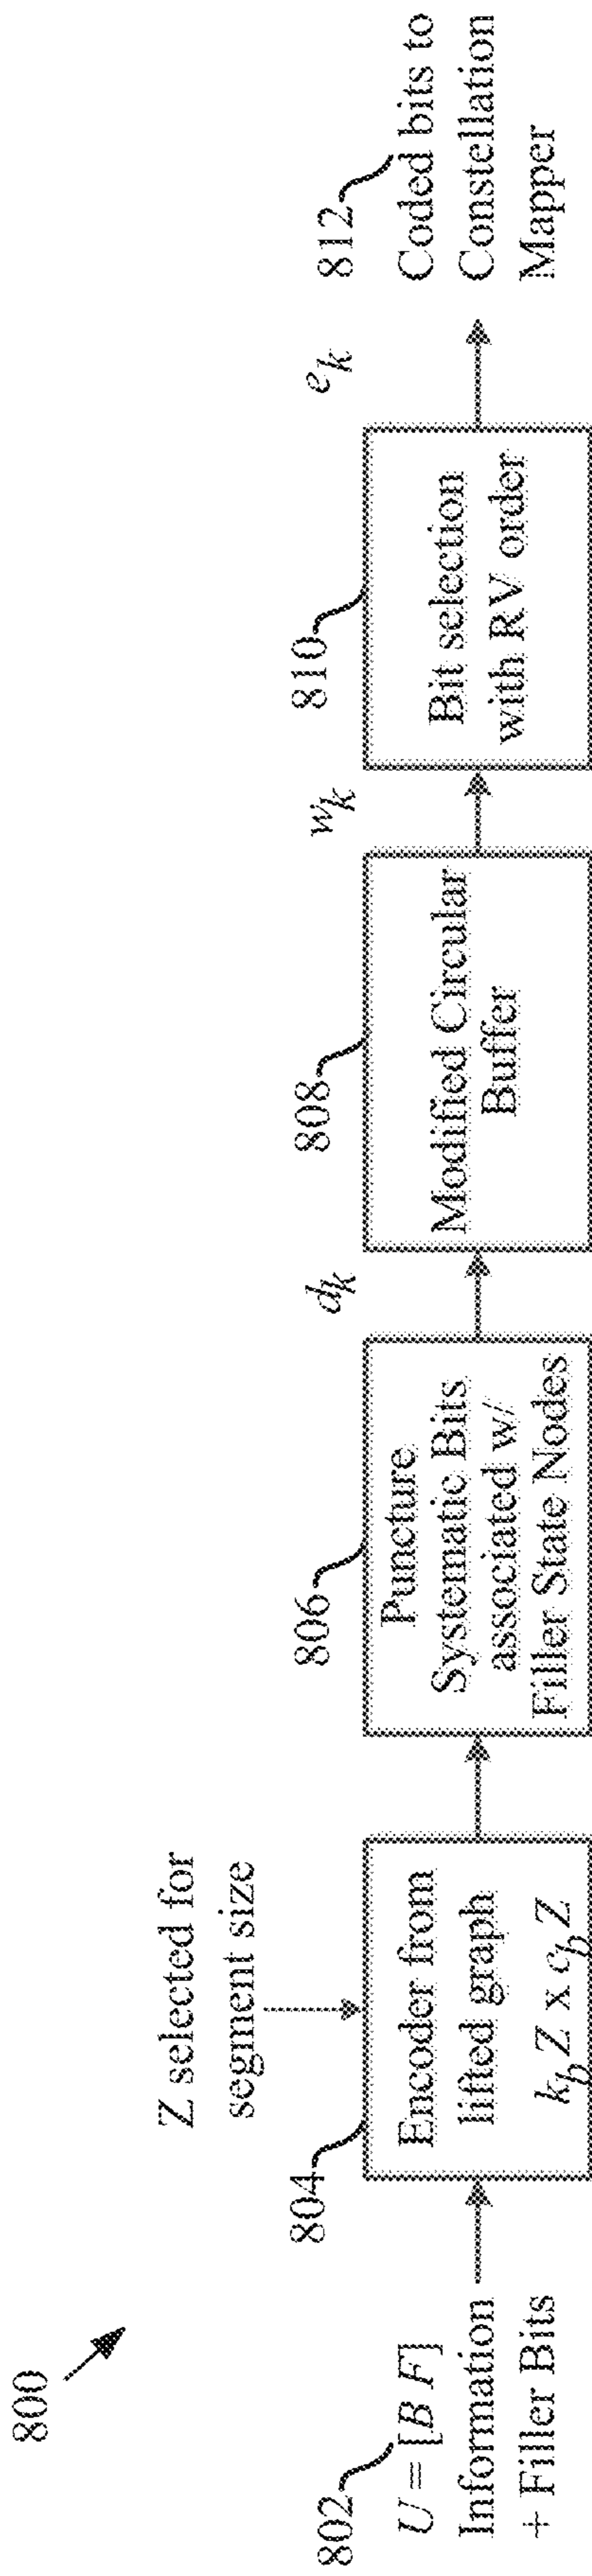 800
802
U = [B F]
Information
+ Filler Bits
Z selected for
segment size
804
Encoder from
lifted graph
k_b Z x c_b Z
806
Puncture
Systematic Bits
associated w/
Filler State Nodes
d_k
808
Modified Circular
Buffer
w_k
810
Bit selection
with RV order
e_k
812
Coded bits to
Constellation
Mapper